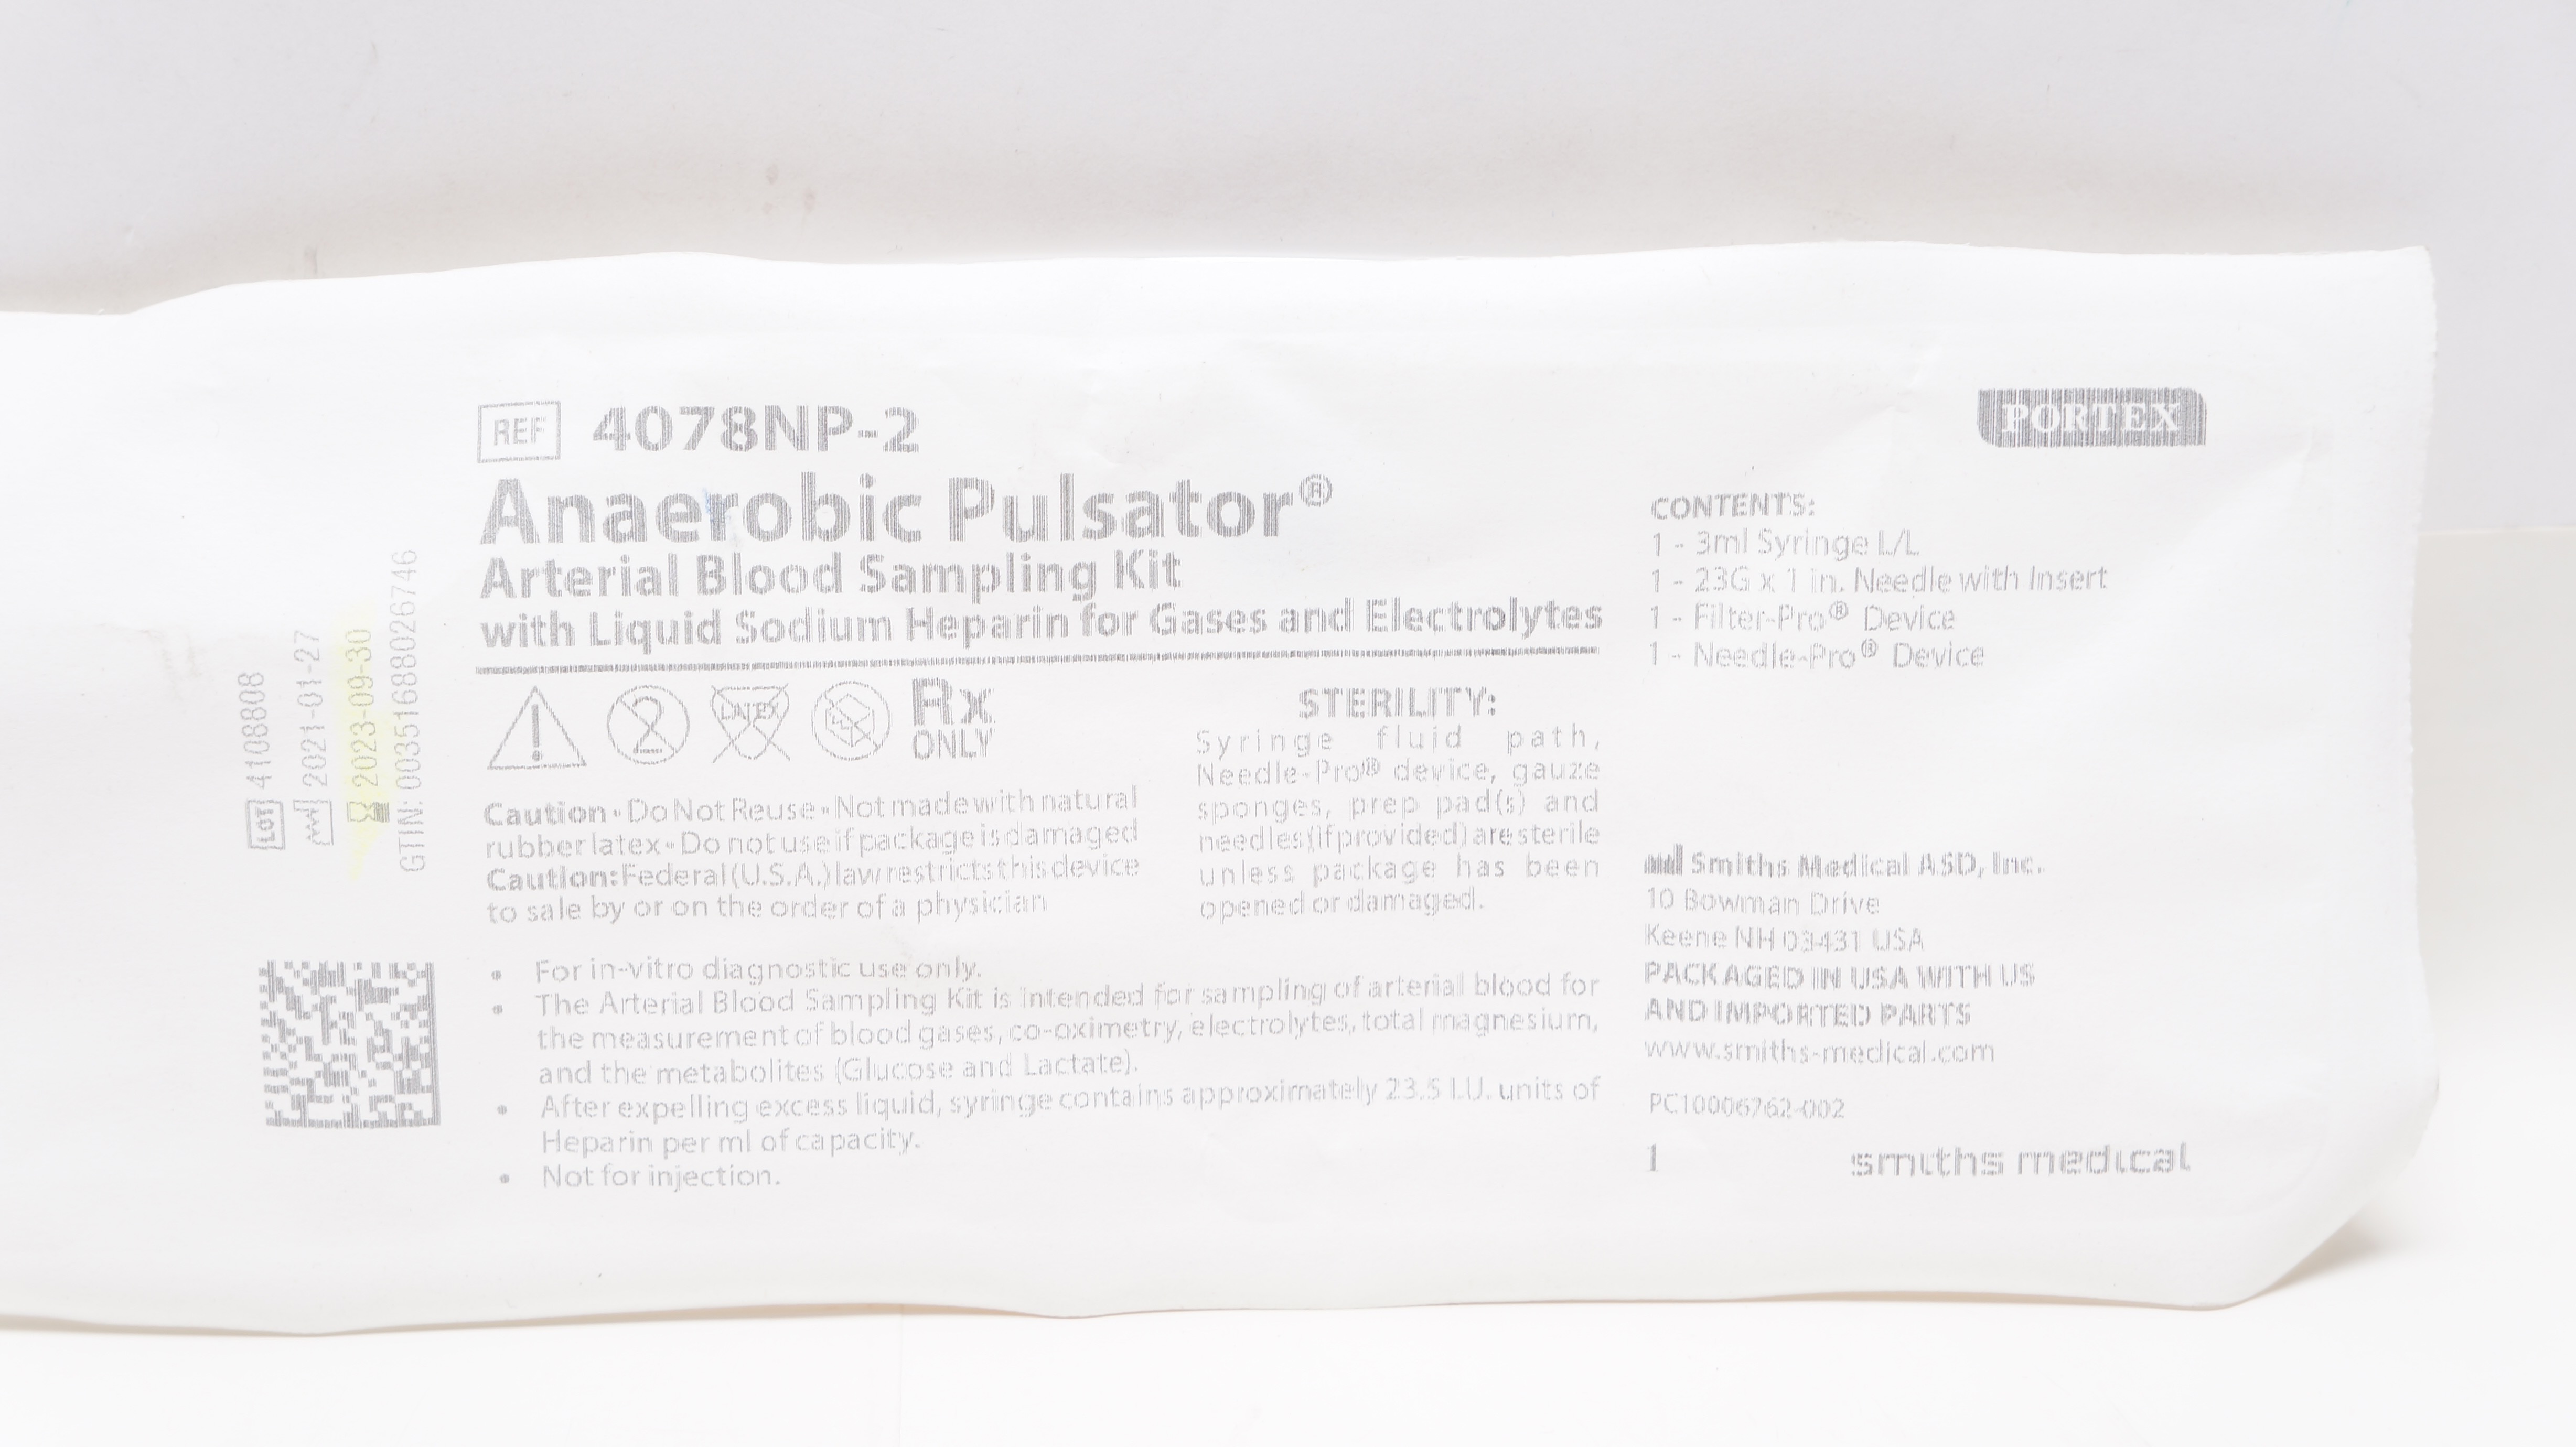 LOT 4108808
2021-01-27
2023-09-30
GTIN: 00351688026746
REF 4078NP-2
Anaerobic Pulsator®
Arterial Blood Sampling Kit
with Liquid Sodium Heparin for Gases and Electrolytes
2
LATEX
Rx
ONLY
Caution • Do Not Reuse • Not made with natural
rubber latex • Do not use if package is damaged
Caution: Federal (U.S.A.) law restricts this device
to sale by or on the order of a physician
STERILITY:
Syringe fluid path,
Needle-Pro® device, gauze
sponges, prep pad(s) and
needles (if provided) are sterile
unless package has been
opened or damaged.
• For in-vitro diagnostic use only.
• The Arterial Blood Sampling Kit is intended for sampling of arterial blood for
the measurement of blood gases, co-oximetry, electrolytes, total magnesium,
and the metabolites (Glucose and Lactate).
• After expelling excess liquid, syringe contains approximately 23.5 I.U. units of
Heparin per ml of capacity.
• Not for injection.
PORTEX
CONTENTS:
1 - 3ml Syringe L/L
1 - 23G x 1 in. Needle with Insert
1 - Filter-Pro® Device
1 - Needle-Pro® Device
Smiths Medical ASD, Inc.
10 Bowman Drive
Keene NH 03431 USA
PACKAGED IN USA WITH US
AND IMPORTED PARTS
www.smiths-medical.com
PC10006762-002
1
smiths medical